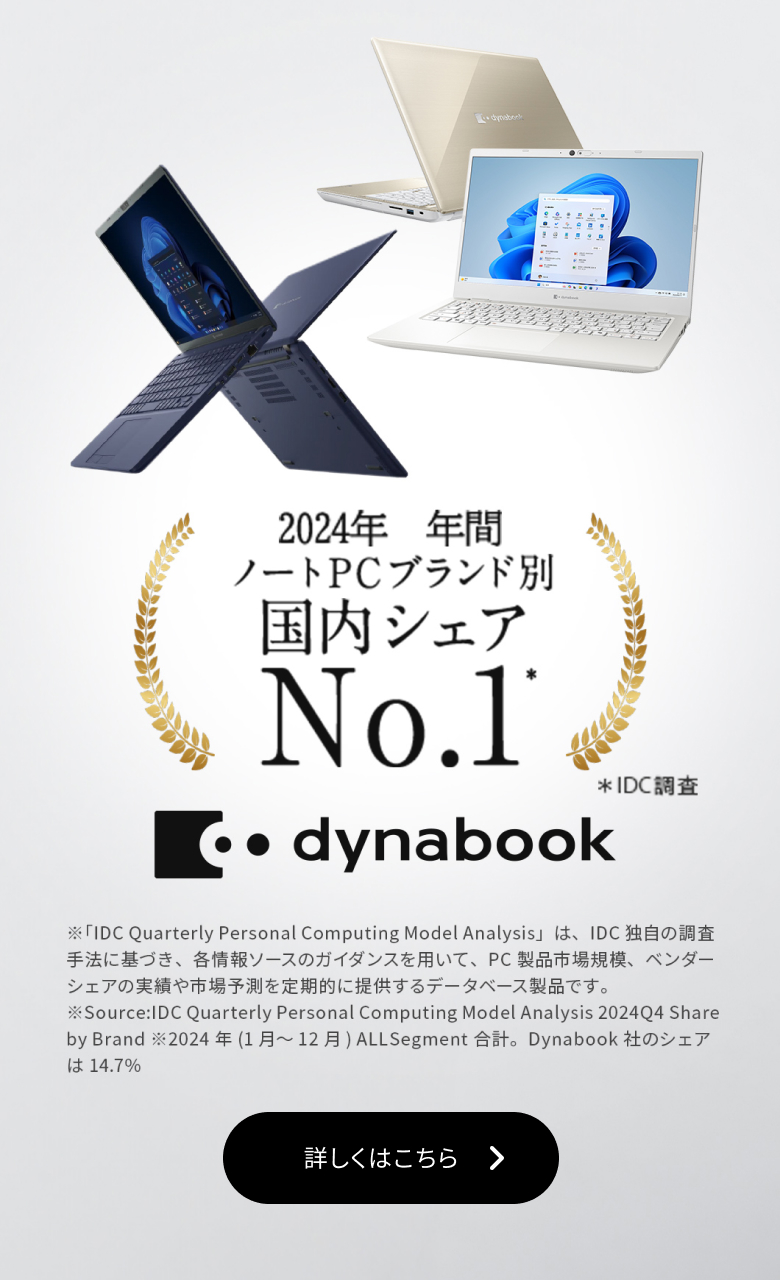 dynabook
dynabook
2024年 年間
ノートPCブランド別
国内シェア
No.1*
＊IDC調査
dynabook
※「IDC Quarterly Personal Computing Model Analysis」は、IDC 独自の調査
手法に基づき、各情報ソースのガイダンスを用いて、PC 製品市場規模、ベンダー
シェアの実績や市場予測を定期的に提供するデータベース製品です。
※Source:IDC Quarterly Personal Computing Model Analysis 2024Q4 Share
by Brand ※2024 年 (1 月～ 12 月 ) ALLSegment 合計。Dynabook 社のシェア
は 14.7%
詳しくはこちら